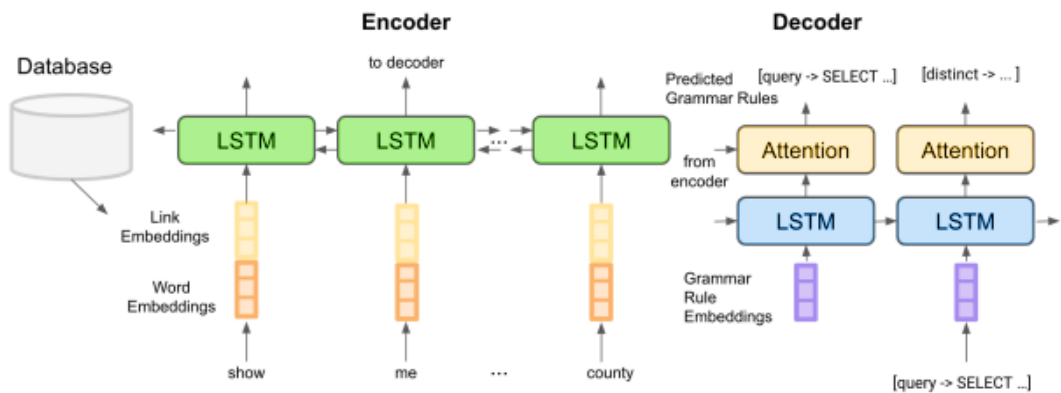 Encoder
Decoder
Database
to decoder
Predicted
Grammar Rules
[query -> SELECT ...]
[distinct -> ... ]
LSTM
LSTM
...
LSTM
from
encoder
Attention
Attention
LSTM
LSTM
Link
Embeddings
Word
Embeddings
Grammar
Rule
Embeddings
show
me
...
county
[query -> SELECT ...]